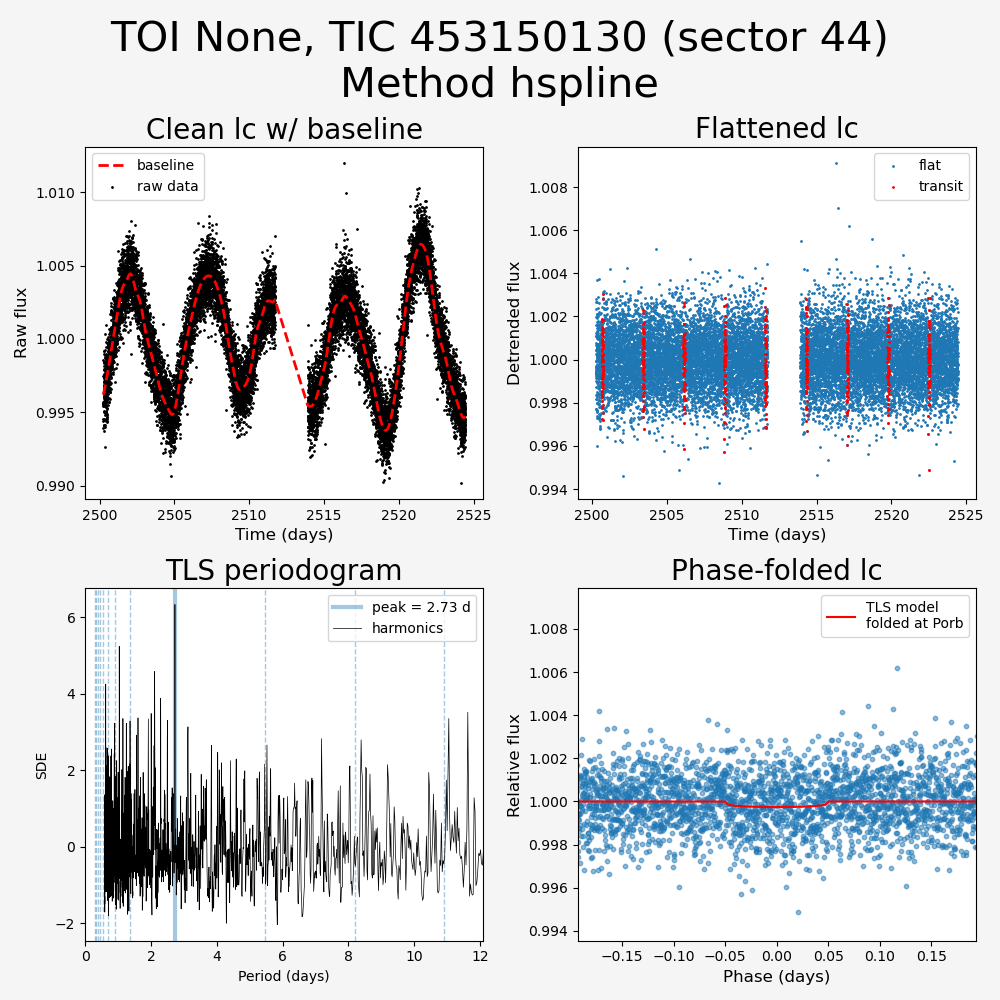 TOI None, TIC 453150130 (sector 44)
Method hspline
Clean lc w/ baseline
baseline
raw data
1.010
1.005
1.000
0.995
0.990
Raw flux
2500
2505
2510
2515
2520
2525
Time (days)
Flattened lc
flat
transit
1.008
1.006
1.004
1.002
1.000
0.998
0.996
0.994
Detrended flux
2500
2505
2510
2515
2520
2525
Time (days)
TLS periodogram
peak = 2.73 d
harmonics
6
4
2
0
−2
SDE
0
2
4
6
8
10
12
Period (days)
Phase-folded lc
TLS model
folded at Porb
1.008
1.006
1.004
1.002
1.000
0.998
0.996
0.994
Relative flux
−0.15
−0.10
−0.05
0.00
0.05
0.10
0.15
Phase (days)